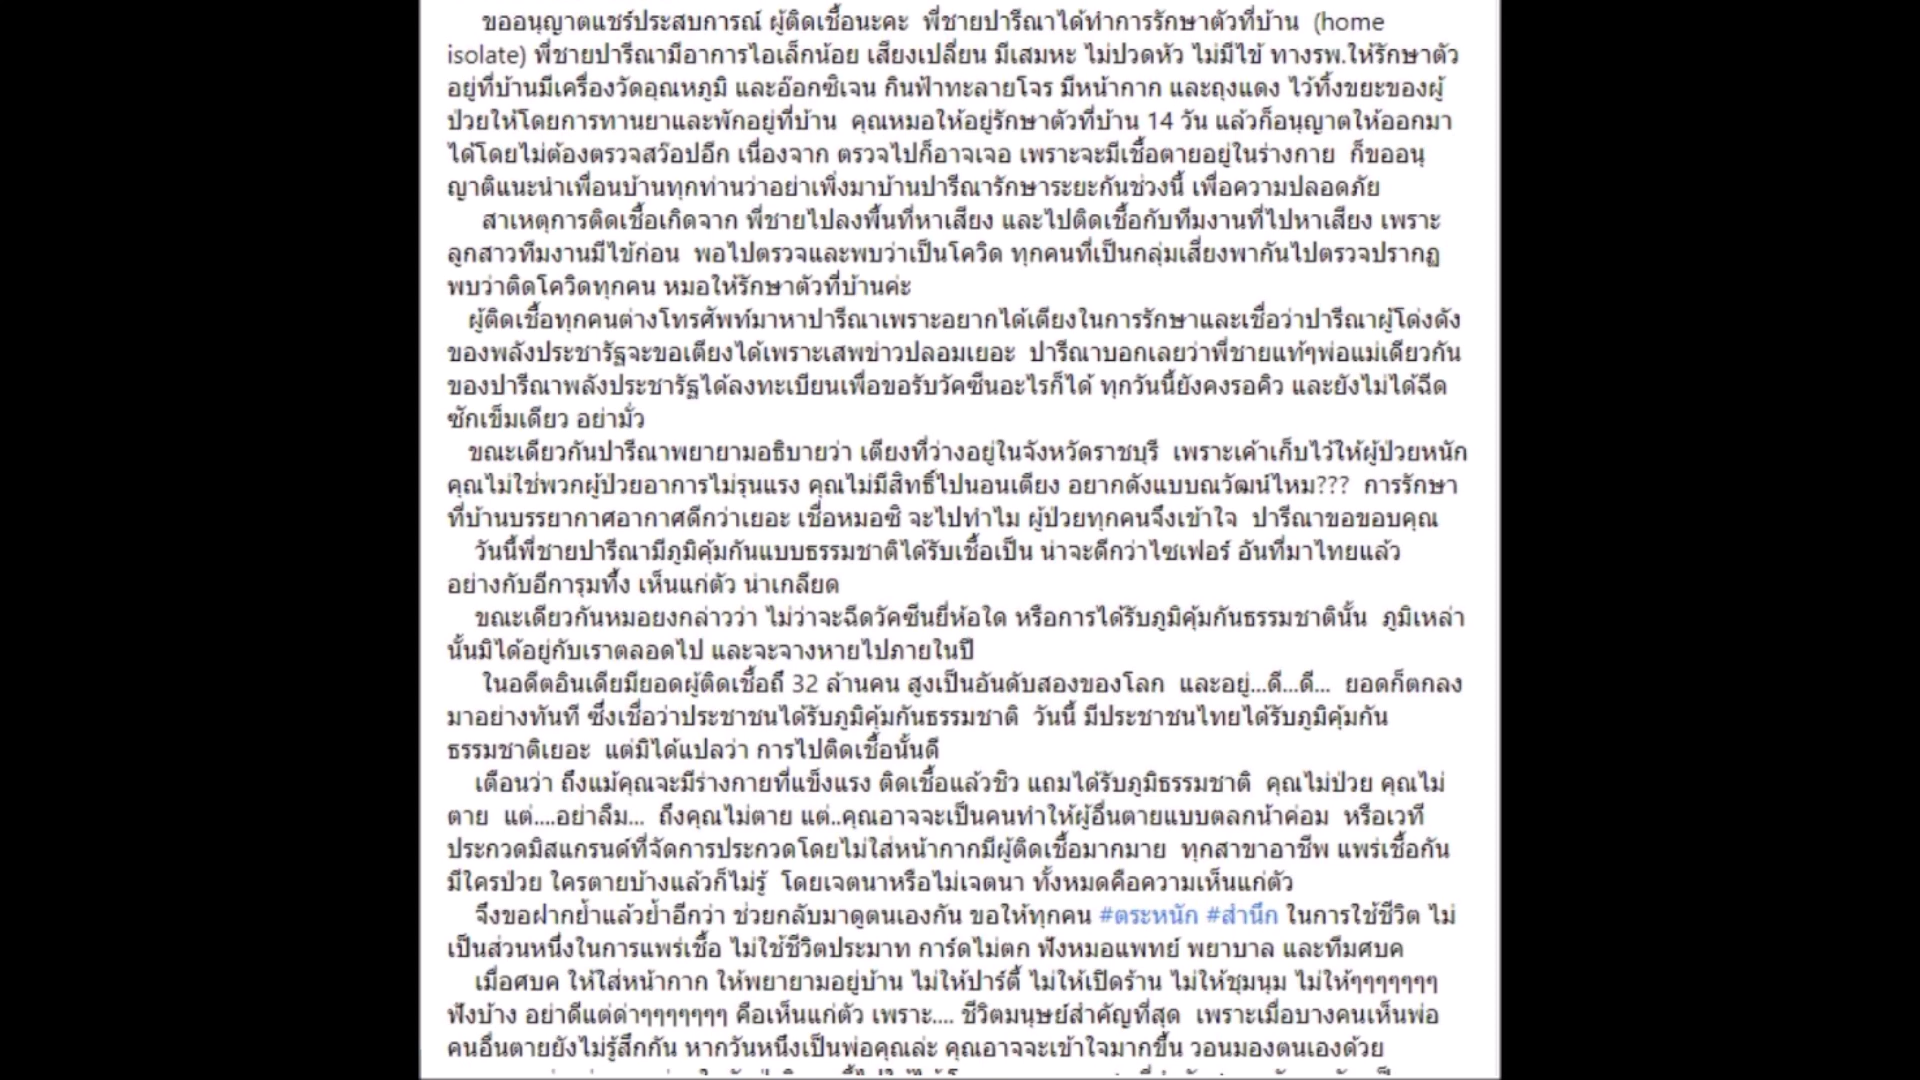 ขออนุญาตแชร์ประสบการณ์ ผู้ติดเชื้อนะคะ พี่ชายปารีณาได้ทำการรักษาตัวที่บ้าน (home
isolate) พี่ชายปารีณามีอาการไอเล็กน้อย เสียงเปลี่ยน มีเสมหะ ไม่ปวดหัว ไม่มีไข้ ทางรพ.ให้รักษาตัว
อยู่ที่บ้านมีเครื่องวัดอุณหภูมิ และอ๊อกซิเจน กินฟ้าทะลายโจร มีหน้ากาก และถุงแดง ไว้ทิ้งขยะของผู้
ป่วยให้โดยการทานยาและพักอยู่ที่บ้าน คุณหมอให้อยู่รักษาตัวที่บ้าน 14 วัน แล้วก็อนุญาตให้ออกมา
ได้โดยไม่ต้องตรวจสว๊อปอีก เนื่องจาก ตรวจไปก็อาจเจอ เพราะจะมีเชื้อตายอยู่ในร่างกาย ก็ขออนุ
ญาติแนะนำเพื่อนบ้านทุกท่านว่าอย่าเพิ่งมาบ้านปารีณารักษาระยะกันช่วงนี้ เพื่อความปลอดภัย
สาเหตุการติดเชื้อเกิดจาก พี่ชายไปลงพื้นที่หาเสียง และไปติดเชื้อกับทีมงานที่ไปหาเสียง เพราะ
ลูกสาวทีมงานมีไข้ก่อน พอไปตรวจและพบว่าเป็นโควิด ทุกคนที่เป็นกลุ่มเสี่ยงพากันไปตรวจปรากฏ
พบว่าติดโควิดทุกคน หมอให้รักษาตัวที่บ้านค่ะ
ผู้ติดเชื้อทุกคนต่างโทรศัพท์มาหาปารีณาเพราะอยากได้เตียงในการรักษาและเชื่อว่าปารีณาผู้โด่งดัง
ของพลังประชารัฐจะขอเตียงได้เพราะเสพข่าวปลอมเยอะ ปารีณาบอกเลยว่าพี่ชายแท้ๆพ่อแม่เดียวกัน
ของปารีณาพลังประชารัฐได้ลงทะเบียนเพื่อขอรับวัคซีนอะไรก็ได้ ทุกวันนี้ยังคงรอคิว และยังไม่ได้ฉีด
ซักเข็มเดียว อย่ามั่ว
ขณะเดียวกันปารีณาพยายามอธิบายว่า เตียงที่ว่างอยู่ในจังหวัดราชบุรี เพราะเค้าเก็บไว้ให้ผู้ป่วยหนัก
คุณไม่ใช่พวกผู้ป่วยอาการไม่รุนแรง คุณไม่มีสิทธิ์ไปนอนเตียง อยากดังแบบณวัฒน์ไหม??? การรักษา
ที่บ้านบรรยากาศอากาศดีกว่าเยอะ เชื่อหมอซิ จะไปทำไม ผู้ป่วยทุกคนจึงเข้าใจ ปารีณาขอขอบคุณ
วันนี้พี่ชายปารีณามีภูมิคุ้มกันแบบธรรมชาติได้รับเชื้อเป็น น่าจะดีกว่าไซเฟอร์ อันที่มาไทยแล้ว
อย่างกับอีการุมทึ้ง เห็นแก่ตัว น่าเกลียด
ขณะเดียวกันหมอยงกล่าวว่า ไม่ว่าจะฉีดวัคซีนยี่ห้อใด หรือการได้รับภูมิคุ้มกันธรรมชาตินั้น ภูมิเหล่า
นั้นมิได้อยู่กับเราตลอดไป และจะจางหายไปภายในปี
ในอดีตอินเดียมียอดผู้ติดเชื้อถึ 32 ล้านคน สูงเป็นอันดับสองของโลก และอยู่...ดี...ดี... ยอดก็ตกลง
มาอย่างทันที ซึ่งเชื่อว่าประชาชนได้รับภูมิคุ้มกันธรรมชาติ วันนี้ มีประชาชนไทยได้รับภูมิคุ้มกัน
ธรรมชาติเยอะ แต่มิได้แปลว่า การไปติดเชื้อนั้นดี
เตือนว่า ถึงแม้คุณจะมีร่างกายที่แข็งแรง ติดเชื้อแล้วชิว แถมได้รับภูมิธรรมชาติ คุณไม่ป่วย คุณไม่
ตาย แต่....อย่าลืม... ถึงคุณไม่ตาย แต่..คุณอาจจะเป็นคนทำให้ผู้อื่นตายแบบตลกน้าค่อม หรือเวที
ประกวดมิสแกรนด์ที่จัดการประกวดโดยไม่ใส่หน้ากากมีผู้ติดเชื้อมากมาย ทุกสาขาอาชีพ แพร่เชื้อกัน
มีใครป่วย ใครตายบ้างแล้วก็ไม่รู้ โดยเจตนาหรือไม่เจตนา ทั้งหมดคือความเห็นแก่ตัว
จึงขอฝากย้ำแล้วย้ำอีกว่า ช่วยกลับมาดูตนเองกัน ขอให้ทุกคน #ตระหนัก #สำนึก ในการใช้ชีวิต ไม่
เป็นส่วนหนึ่งในการแพร่เชื้อ ไม่ใช้ชีวิตประมาท การ์ดไม่ตก ฟังหมอแพทย์ พยาบาล และทีมศบค
เมื่อศบค ให้ใส่หน้ากาก ให้พยายามอยู่บ้าน ไม่ให้ปาร์ตี้ ไม่ให้เปิดร้าน ไม่ให้ชุมนุม ไม่ให้ๆๆๆๆๆๆๆ
ฟังบ้าง อย่าดีแต่ด่าๆๆๆๆๆๆๆ คือเห็นแก่ตัว เพราะ.... ชีวิตมนุษย์สำคัญที่สุด เพราะเมื่อบางคนเห็นพ่อ
คนอื่นตายยังไม่รู้สึกกัน หากวันหนึ่งเป็นพ่อคุณล่ะ คุณอาจจะเข้าใจมากขึ้น วอนมองตนเองด้วย